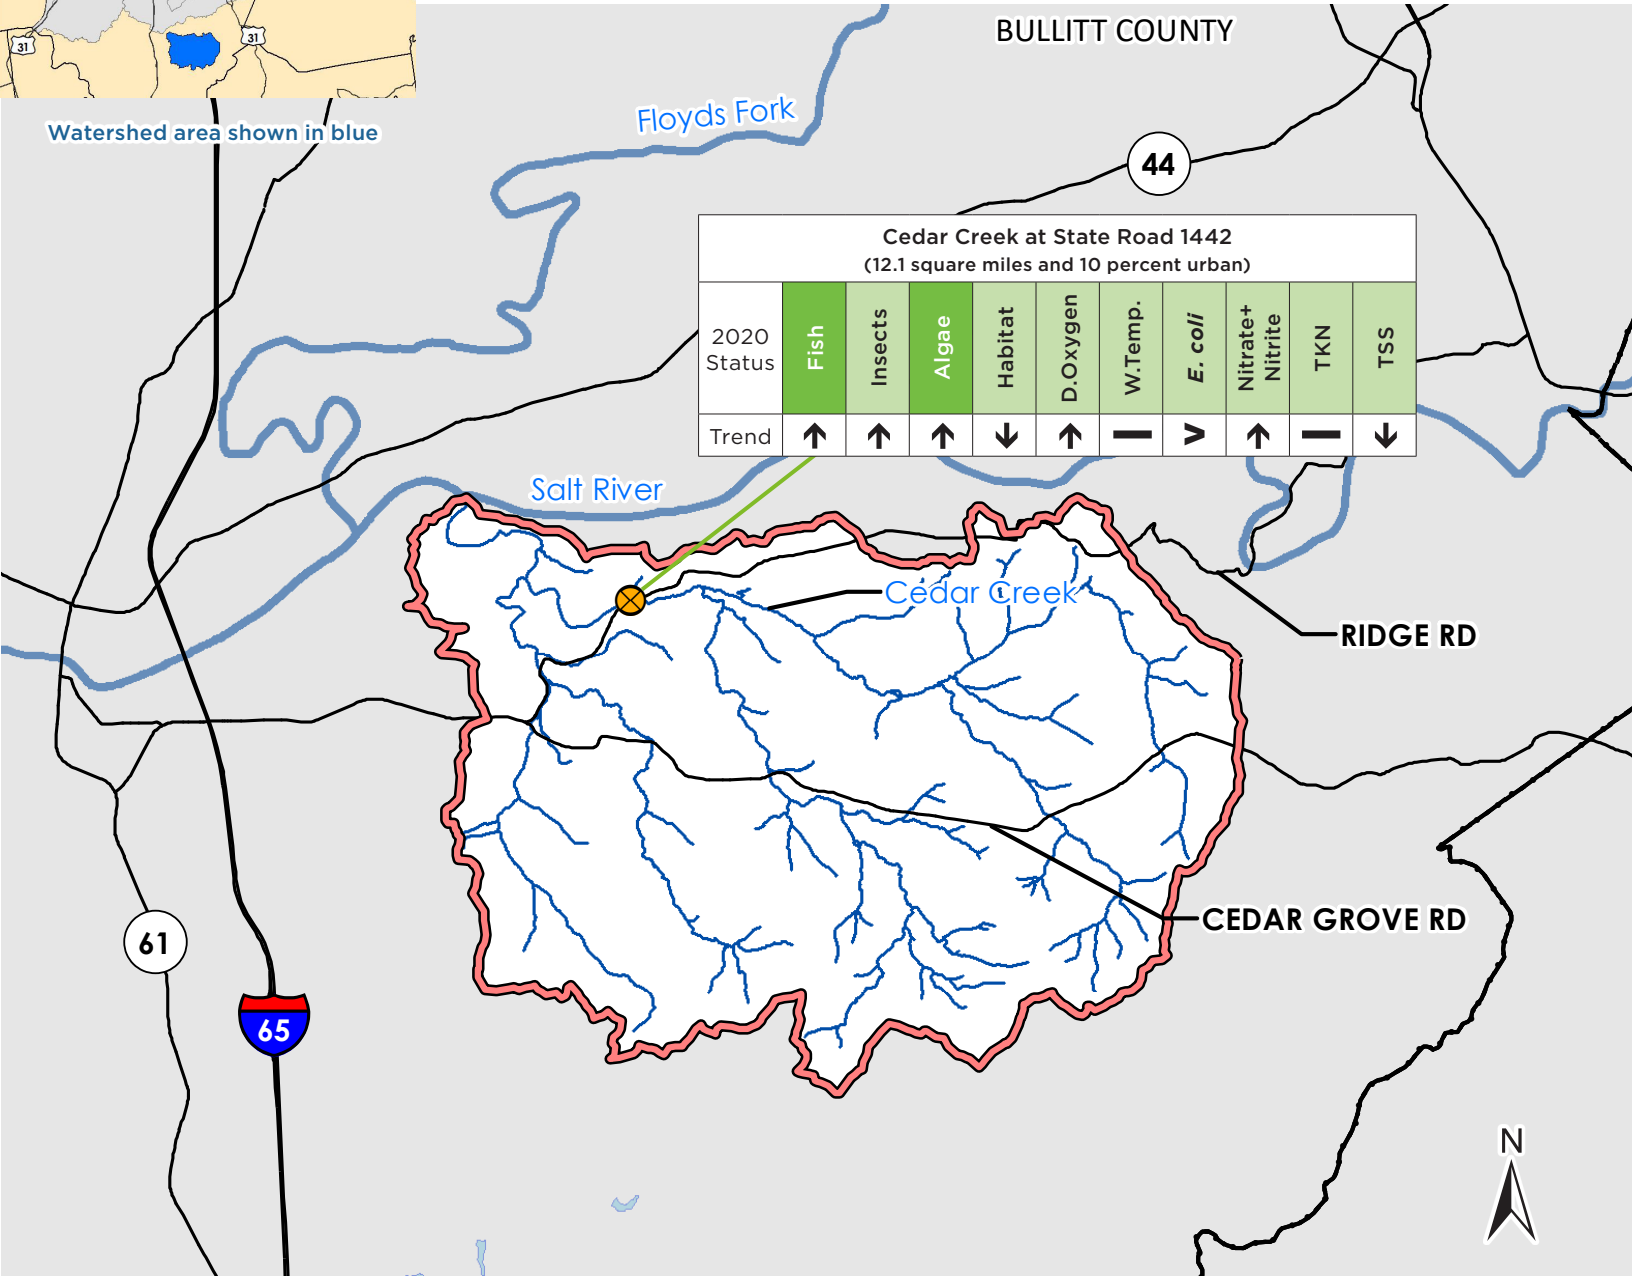 BULLITT COUNTY
31
31
Watershed area shown in blue
Floyds Fork
44
Cedar Creek at State Road 1442
(12.1 square miles and 10 percent urban)
2020
Status
Fish
Insects
Algae
Habitat
D.Oxygen
W.Temp.
E. coli
Nitrate+
Nitrite
TKN
TSS
Trend
>
Salt River
Cedar Creek
RIDGE RD
CEDAR GROVE RD
61
65
N